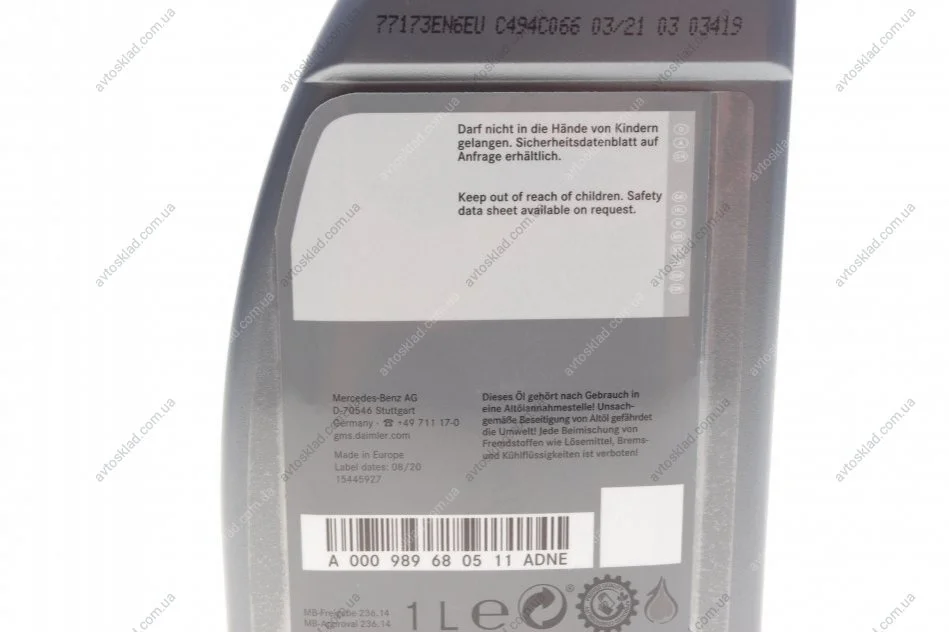 77173EN6EU C494C066 03/21 03 03419
Darf nicht in die Hände von Kindern
gelangen. Sicherheitsdatenblatt auf
Anfrage erhältlich.
Keep out of reach of children. Safety
data sheet available on request.
Mercedes-Benz AG
D-70546 Stuttgart
Germany · ☎ +49 711 17-0
gms.daimler.com
Made in Europe
Label dates: 08/20
15445927
Dieses Öl gehört nach Gebrauch in
eine Altölannahmestelle! Unsach-
gemäße Beseitigung von Altöl gefährdet
die Umwelt! Jede Beimischung von
Fremdstoffen wie Lösemittel, Brems-
und Kühlflüssigkeiten ist verboten!
A 000 989 68 05 11 ADNE
MB-Freigabe 236.14
MB-Approval 236.14
1 L e ®
avtosklad.com.ua